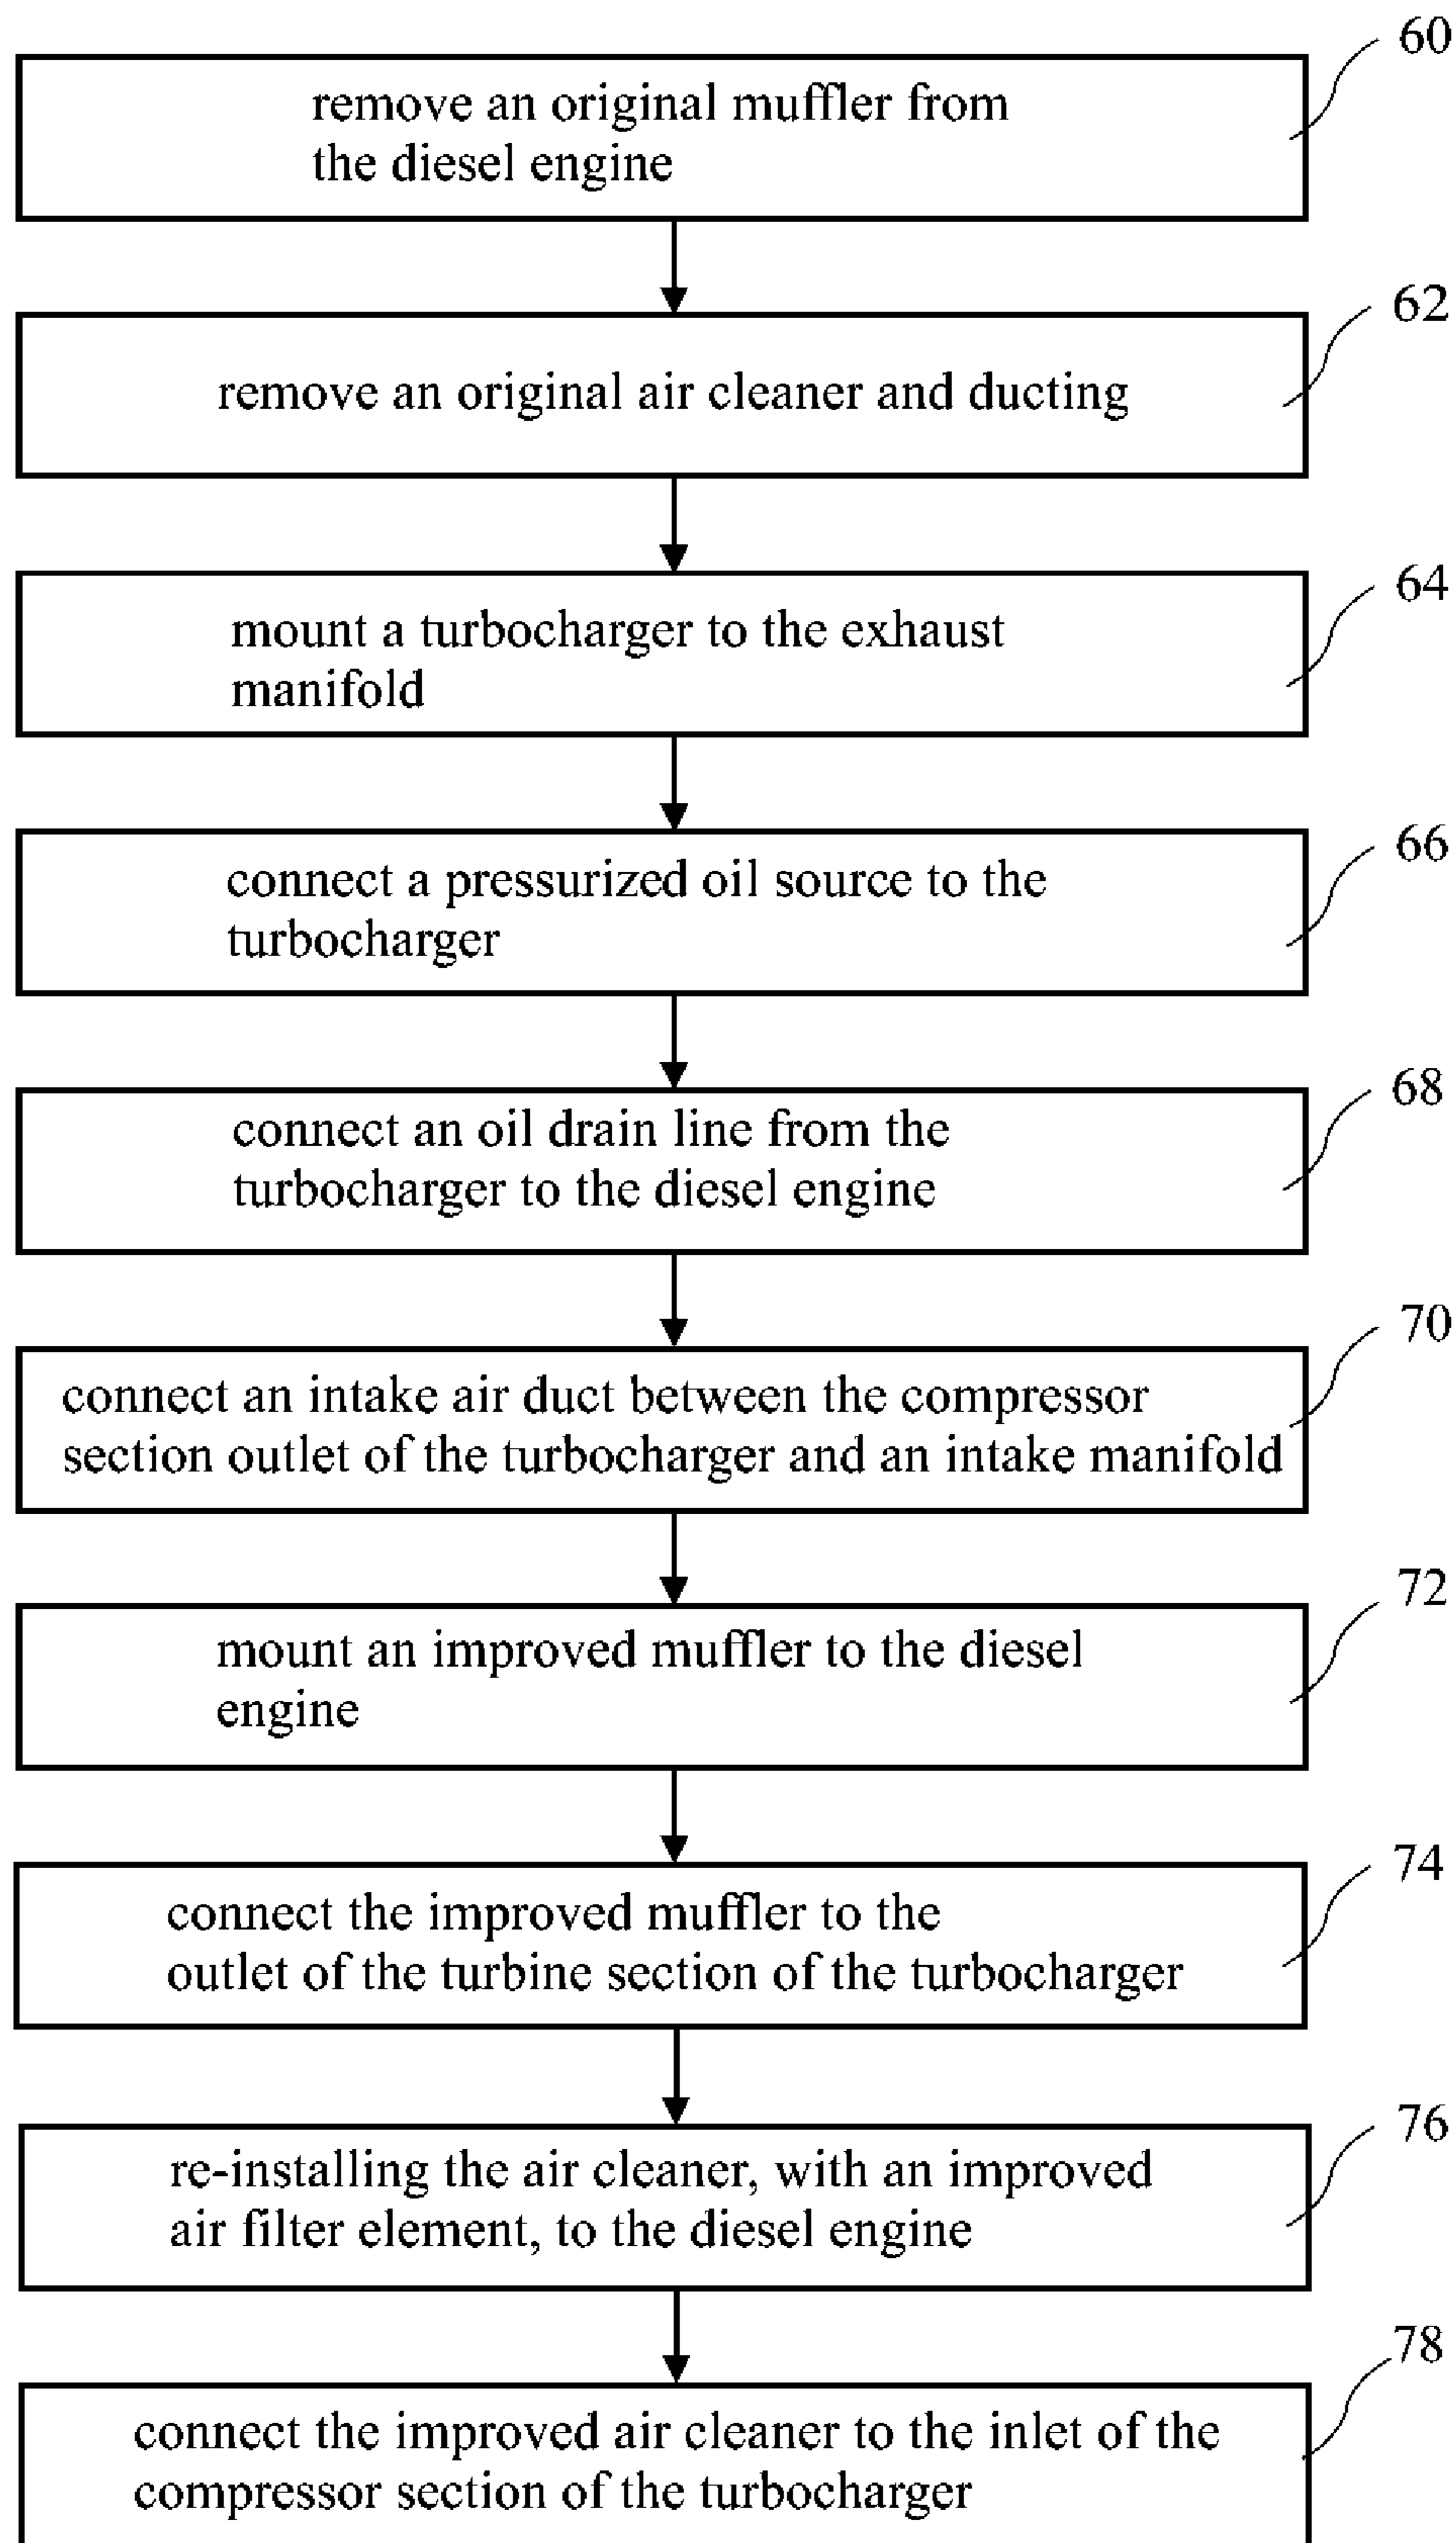 60
remove an original muffler from
the diesel engine
62
remove an original air cleaner and ducting
64
mount a turbocharger to the exhaust
manifold
66
connect a pressurized oil source to the
turbocharger
68
connect an oil drain line from the
turbocharger to the diesel engine
70
connect an intake air duct between the compressor
section outlet of the turbocharger and an intake manifold
72
mount an improved muffler to the diesel
engine
74
connect the improved muffler to the
outlet of the turbine section of the turbocharger
76
re-installing the air cleaner, with an improved
air filter element, to the diesel engine
78
connect the improved air cleaner to the inlet of the
compressor section of the turbocharger